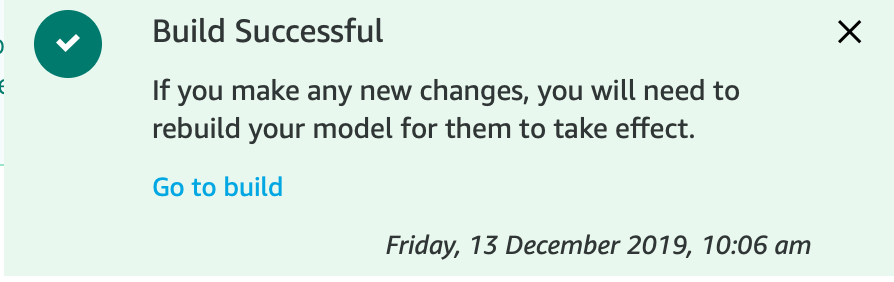 Build Successful
If you make any new changes, you will need to
rebuild your model for them to take effect.
Go to build
Friday, 13 December 2019, 10:06 am